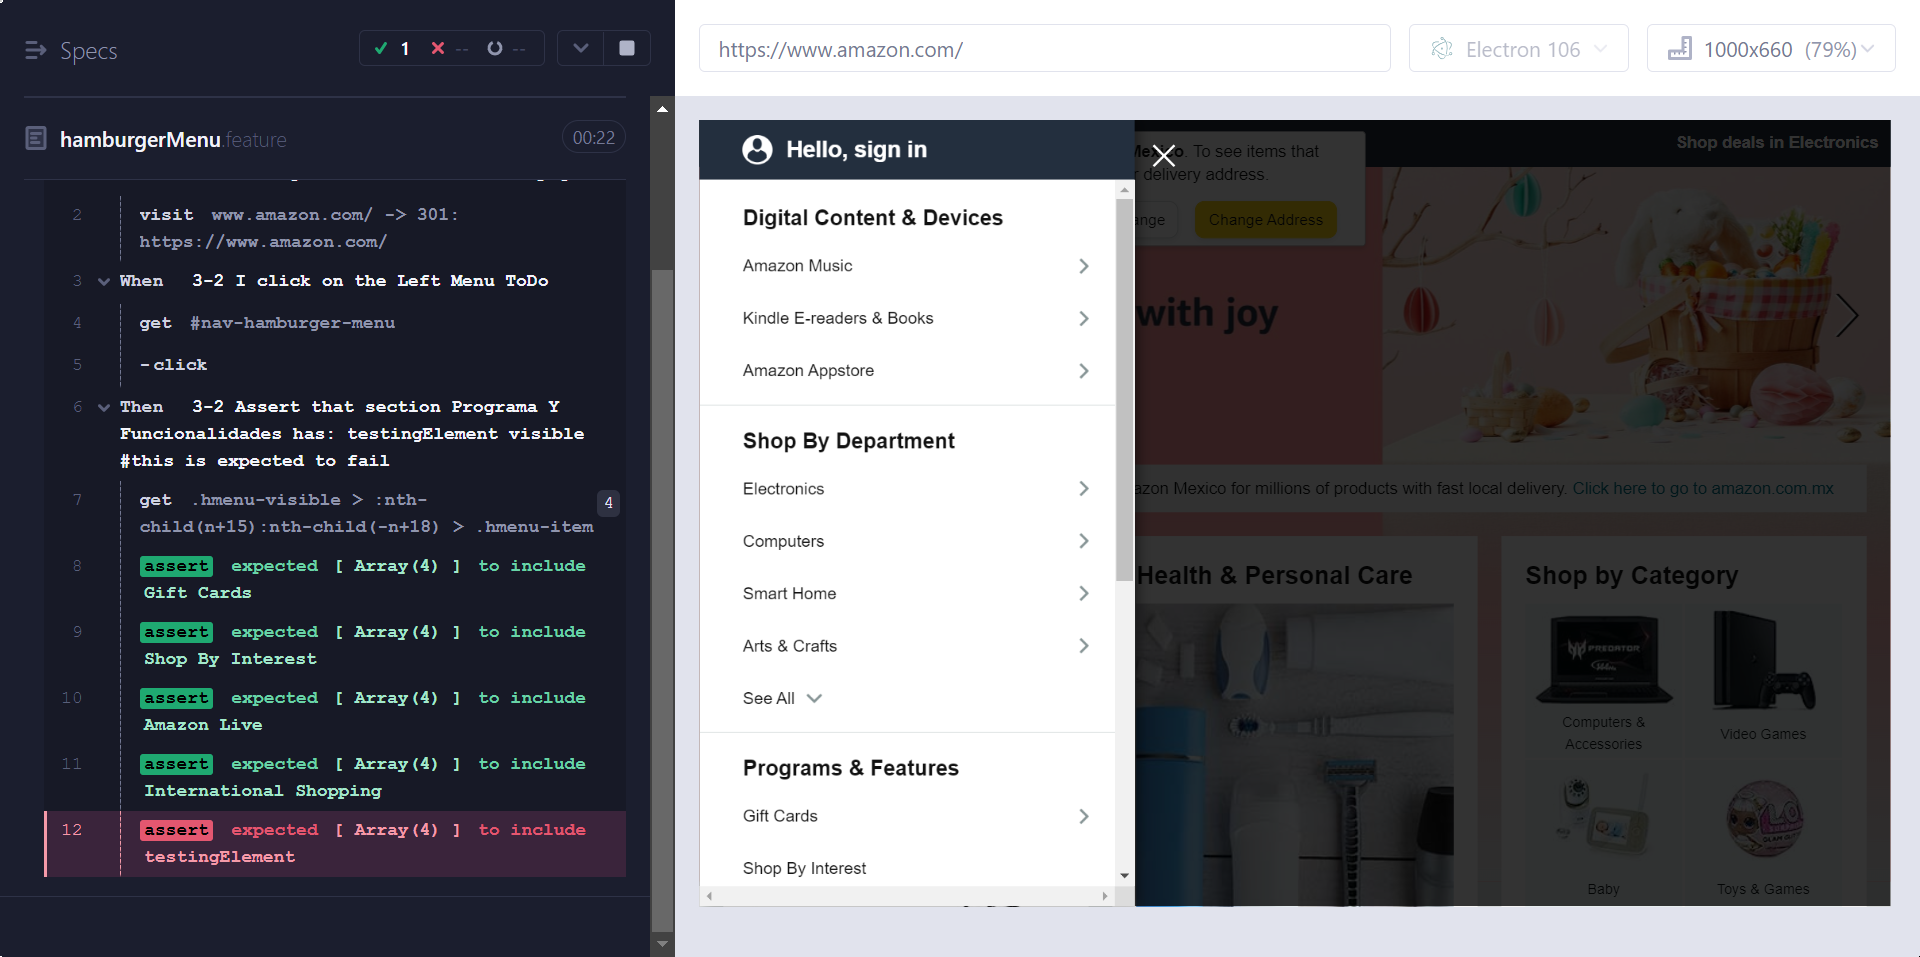 Specs
1 -- --
hamburgerMenu.feature
00:22
2 visit www.amazon.com/ -> 301:
https://www.amazon.com/
3 When 3-2 I click on the Left Menu ToDo
4 get #nav-hamburger-menu
5 -click
6 Then 3-2 Assert that section Programa Y
Funcionalidades has: testingElement visible
#this is expected to fail
7 get .hmenu-visible > :nth-
child(n+15):nth-child(-n+18) > .hmenu-item
4
8 assert expected [ Array(4) ] to include
Gift Cards
9 assert expected [ Array(4) ] to include
Shop By Interest
10 assert expected [ Array(4) ] to include
Amazon Live
11 assert expected [ Array(4) ] to include
International Shopping
12 assert expected [ Array(4) ] to include
testingElement
https://www.amazon.com/
Electron 106
1000x660 (79%)
Hello, sign in
Digital Content & Devices
Amazon Music
Kindle E-readers & Books
Amazon Appstore
Shop By Department
Electronics
Computers
Smart Home
Arts & Crafts
See All
Programs & Features
Gift Cards
Shop By Interest
Mexico. To see items that
delivery address.
Change Address
Shop deals in Electronics
with joy
Mexico for millions of products with fast local delivery. Click here to go to amazon.com.mx
Health & Personal Care
Shop by Category
PREDATOR
Computers &
Accessories
Video Games
Baby
Toys & Games